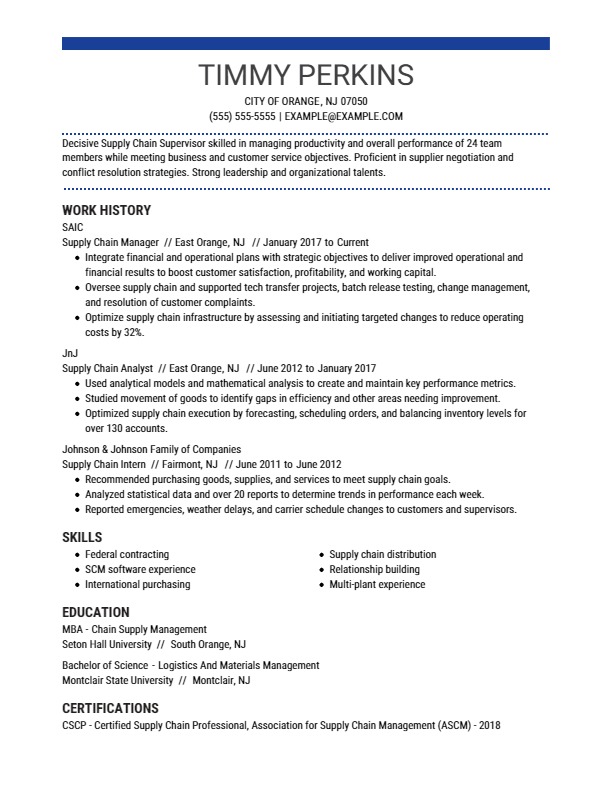 TIMMY PERKINS
CITY OF ORANGE, NJ 07050
(555) 555-5555 | EXAMPLE@EXAMPLE.COM
Decisive Supply Chain Supervisor skilled in managing productivity and overall performance of 24 team
members while meeting business and customer service objectives. Proficient in supplier negotiation and
conflict resolution strategies. Strong leadership and organizational talents.
WORK HISTORY
SAIC
Supply Chain Manager // East Orange, NJ // January 2017 to Current
• Integrate financial and operational plans with strategic objectives to deliver improved operational and
financial results to boost customer satisfaction, profitability, and working capital.
• Oversee supply chain and supported tech transfer projects, batch release testing, change management,
and resolution of customer complaints.
• Optimize supply chain infrastructure by assessing and initiating targeted changes to reduce operating
costs by 32%.
JnJ
Supply Chain Analyst // East Orange, NJ // June 2012 to January 2017
• Used analytical models and mathematical analysis to create and maintain key performance metrics.
• Studied movement of goods to identify gaps in efficiency and other areas needing improvement.
• Optimized supply chain execution by forecasting, scheduling orders, and balancing inventory levels for
over 130 accounts.
Johnson & Johnson Family of Companies
Supply Chain Intern // Fairmont, NJ // June 2011 to June 2012
• Recommended purchasing goods, supplies, and services to meet supply chain goals.
• Analyzed statistical data and over 20 reports to determine trends in performance each week.
• Reported emergencies, weather delays, and carrier schedule changes to customers and supervisors.
SKILLS
• Federal contracting
• SCM software experience
• International purchasing
• Supply chain distribution
• Relationship building
• Multi-plant experience
EDUCATION
MBA - Chain Supply Management
Seton Hall University // South Orange, NJ
Bachelor of Science - Logistics And Materials Management
Montclair State University // Montclair, NJ
CERTIFICATIONS
CSCP - Certified Supply Chain Professional, Association for Supply Chain Management (ASCM) - 2018